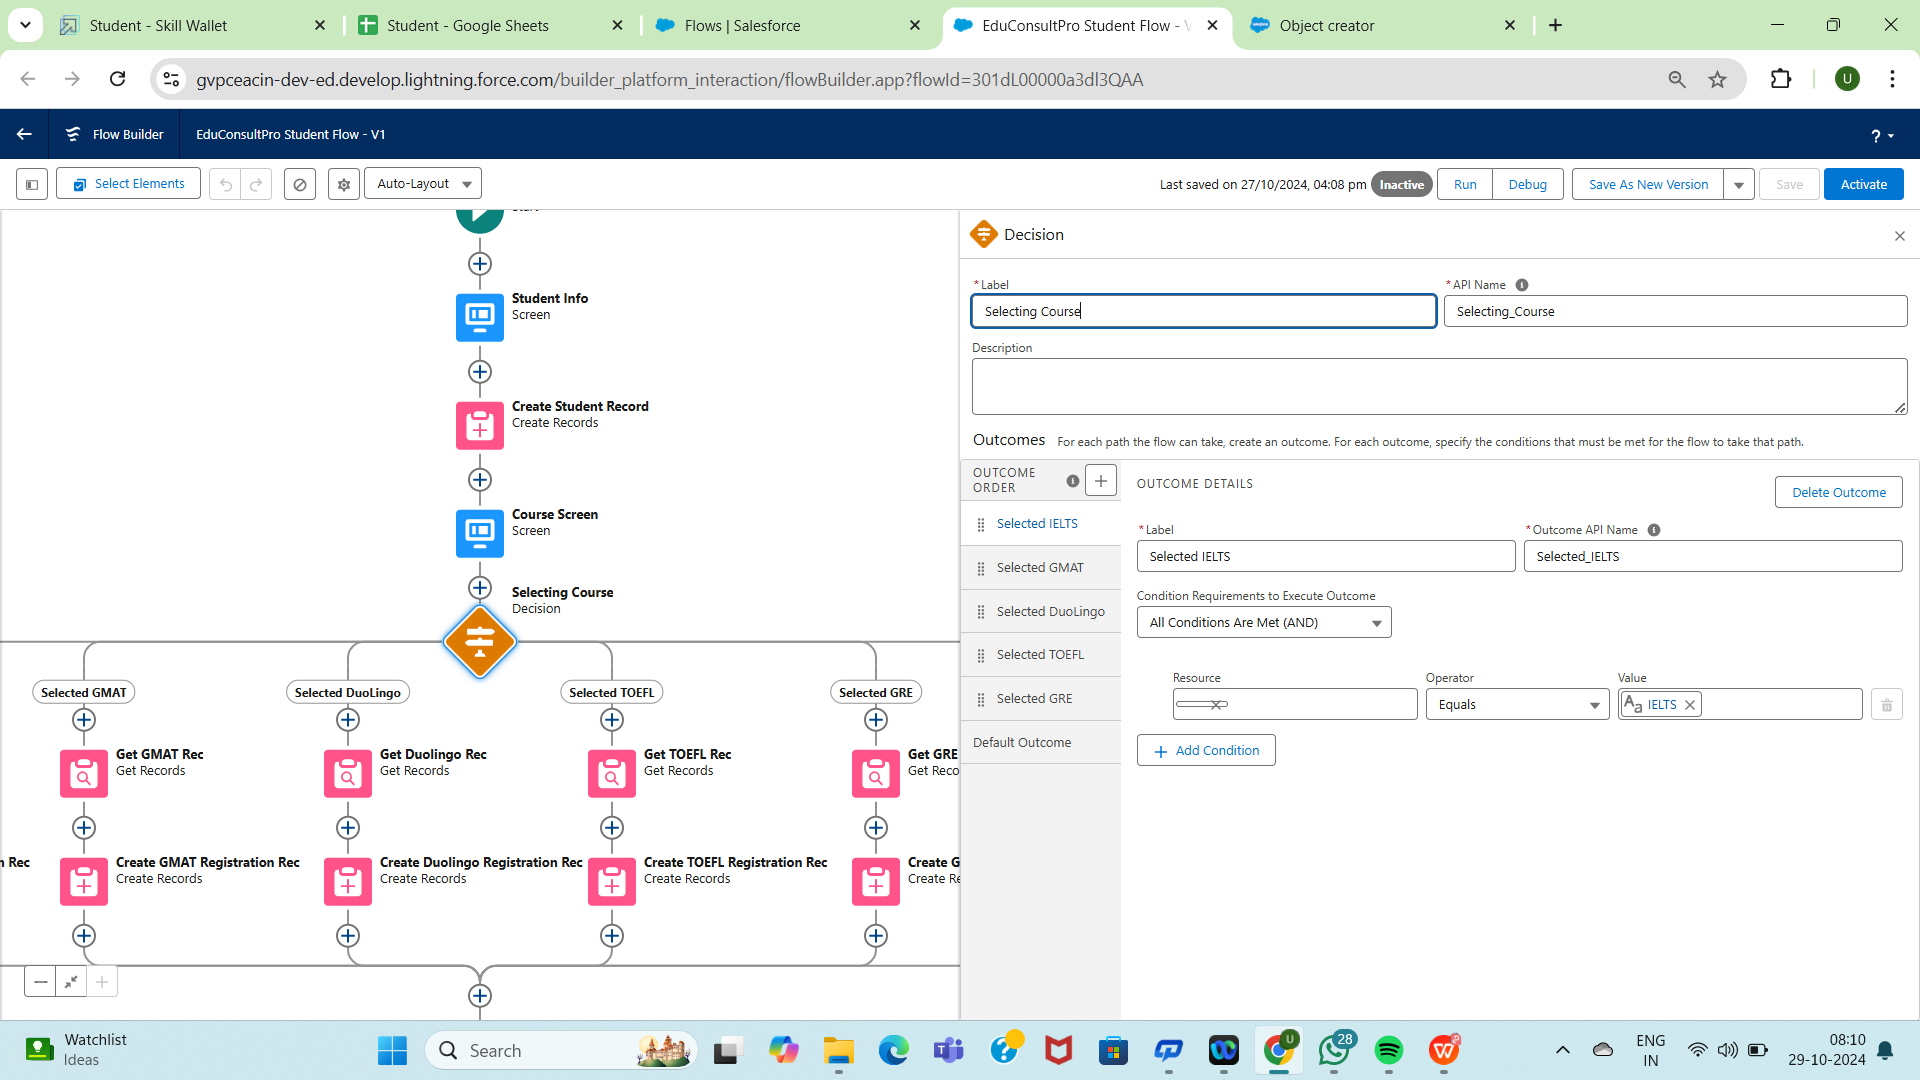 Student - Skill Wallet
Student - Google Sheets
Flows | Salesforce
EduConsultPro Student Flow - V
Object creator
gvpceacin-dev-ed.develop.lightning.force.com/builder_platform_interaction/flowBuilder.app?flowId=301dL00000a3dl3QAA
U
Flow Builder
EduConsultPro Student Flow - V1
?
Select Elements
Auto-Layout
Last saved on 27/10/2024, 04:08 pm
Inactive
Run
Debug
Save As New Version
Save
Activate
Student Info
Screen
Create Student Record
Create Records
Course Screen
Screen
Selecting Course
Decision
Selected GMAT
Selected DuoLingo
Selected TOEFL
Selected GRE
Get GMAT Rec
Get Records
Get Duolingo Rec
Get Records
Get TOEFL Rec
Get Records
Get GRE
Get Reco
n Rec
Create GMAT Registration Rec
Create Records
Create Duolingo Registration Rec
Create Records
Create TOEFL Registration Rec
Create Records
Create G
Create Re
Decision
*Label
Selecting Course
*API Name
Selecting_Course
Description
Outcomes
For each path the flow can take, create an outcome. For each outcome, specify the conditions that must be met for the flow to take that path.
OUTCOME
ORDER
Selected IELTS
Selected GMAT
Selected DuoLingo
Selected TOEFL
Selected GRE
Default Outcome
OUTCOME DETAILS
Delete Outcome
*Label
Selected IELTS
*Outcome API Name
Selected_IELTS
Condition Requirements to Execute Outcome
All Conditions Are Met (AND)
Resource
Operator
Equals
Value
Aa IELTS
Add Condition
Watchlist
Ideas
Search
U
28
ENG
IN
08:10
29-10-2024